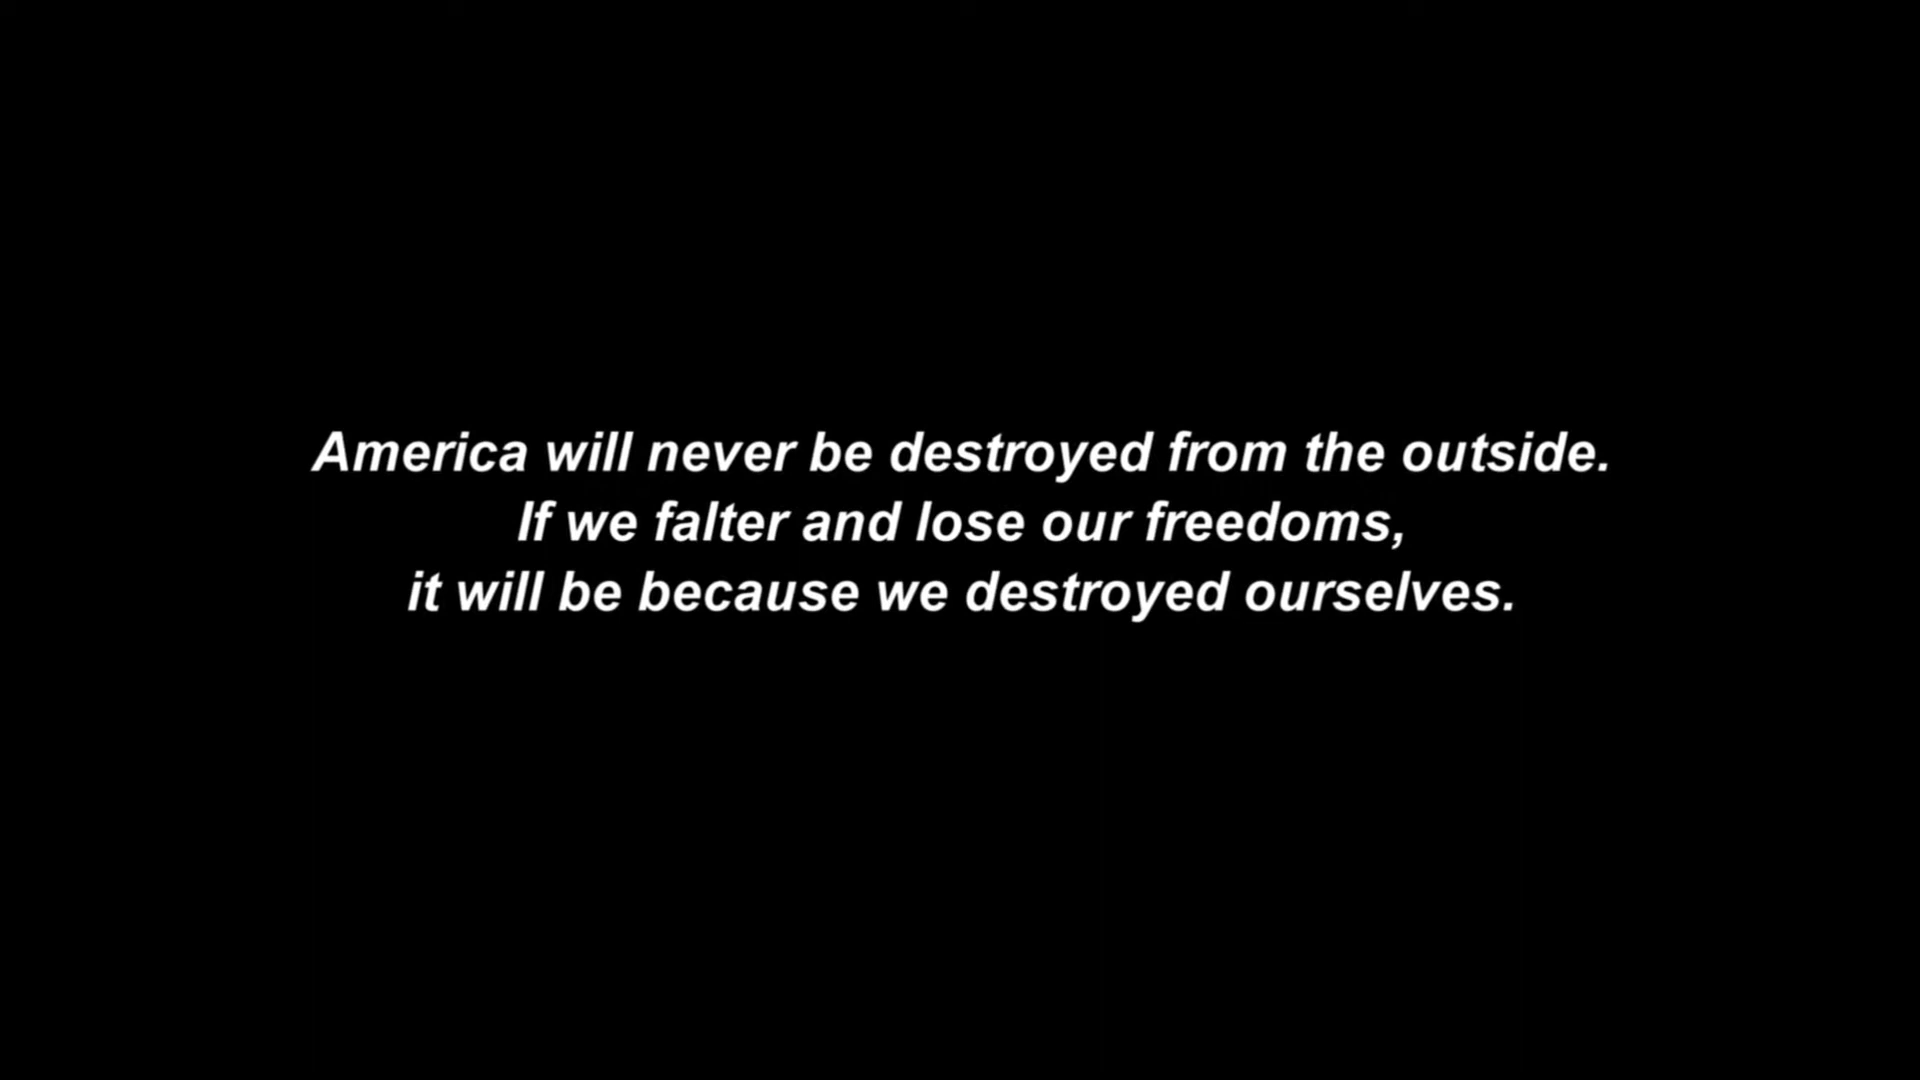 America will never be destroyed from the outside.
If we falter and lose our freedoms,
it will be because we destroyed ourselves.